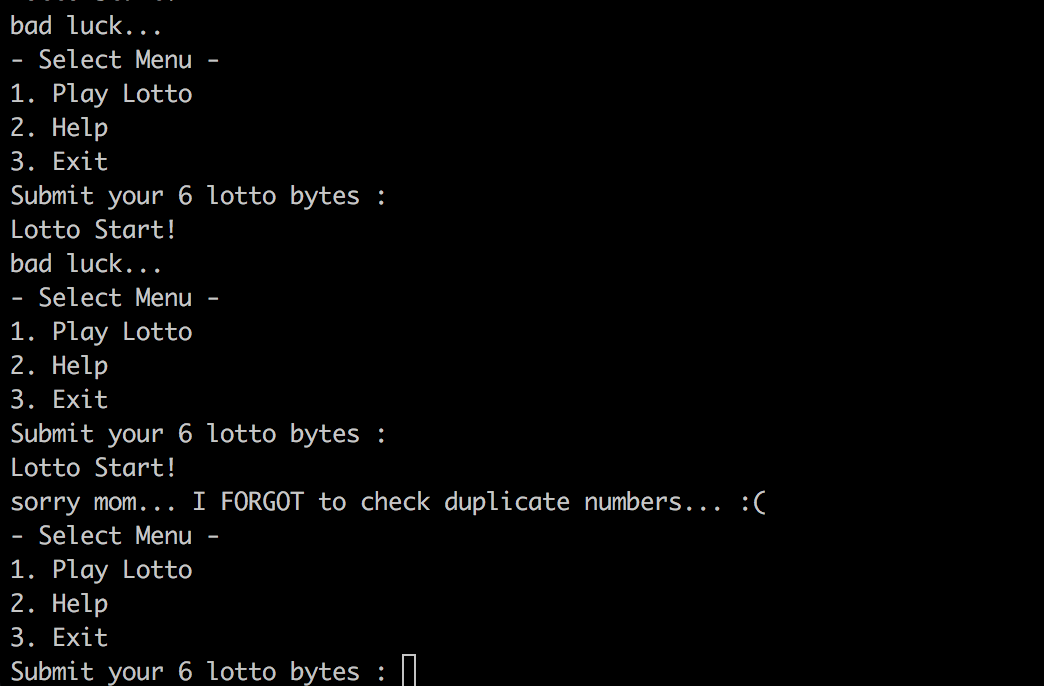 bad luck...
- Select Menu -
1. Play Lotto
2. Help
3. Exit
Submit your 6 lotto bytes :
Lotto Start!
bad luck...
- Select Menu -
1. Play Lotto
2. Help
3. Exit
Submit your 6 lotto bytes :
Lotto Start!
sorry mom... I FORGOT to check duplicate numbers... :(
- Select Menu -
1. Play Lotto
2. Help
3. Exit
Submit your 6 lotto bytes :